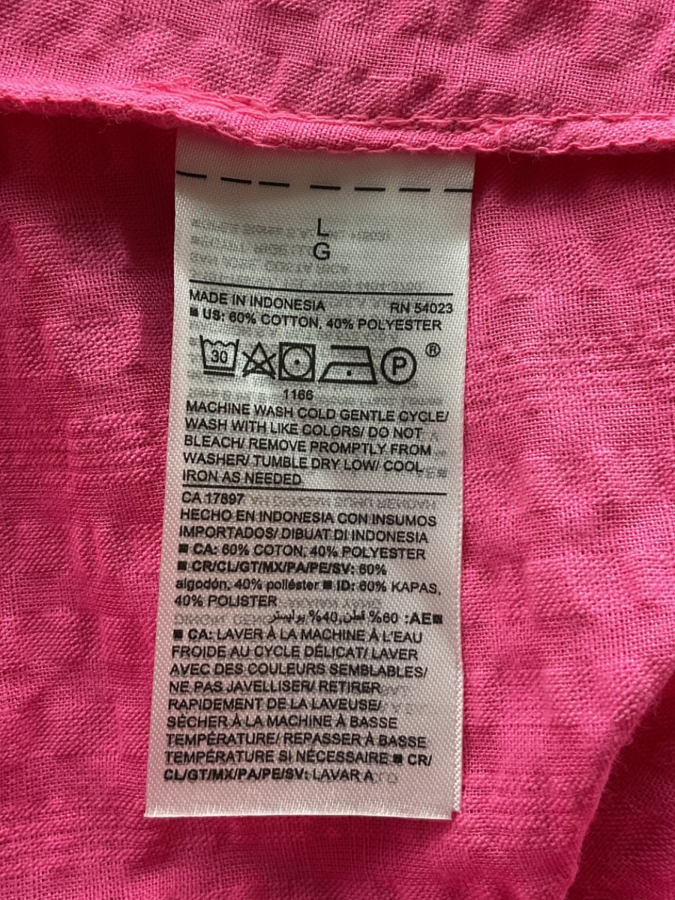 L
G
MADE IN INDONESIA RN 54023
■ US: 60% COTTON, 40% POLYESTER
30 P ®
1166
MACHINE WASH COLD GENTLE CYCLE/
WASH WITH LIKE COLORS/ DO NOT
BLEACH/ REMOVE PROMPTLY FROM
WASHER/ TUMBLE DRY LOW/ COOL
IRON AS NEEDED
CA 17897
HECHO EN INDONESIA CON INSUMOS
IMPORTADOS/ DIBUAT DI INDONESIA
■ CA: 60% COTON, 40% POLYESTER
■ CR/CL/GT/MX/PA/PE/SV: 60%
algodón, 40% poliéster ■ ID: 60% KAPAS,
40% POLISTER
■AE: 60% قطن, 40% بوليستر
■ CA: LAVER À LA MACHINE À L'EAU
FROIDE AU CYCLE DÉLICAT/ LAVER
AVEC DES COULEURS SEMBLABLES/
NE PAS JAVELLISER/ RETIRER
RAPIDEMENT DE LA LAVEUSE/
SÉCHER À LA MACHINE À BASSE
TEMPÉRATURE/ REPASSER À BASSE
TEMPÉRATURE SI NÉCESSAIRE ■ CR/
CL/GT/MX/PA/PE/SV: LAVAR A